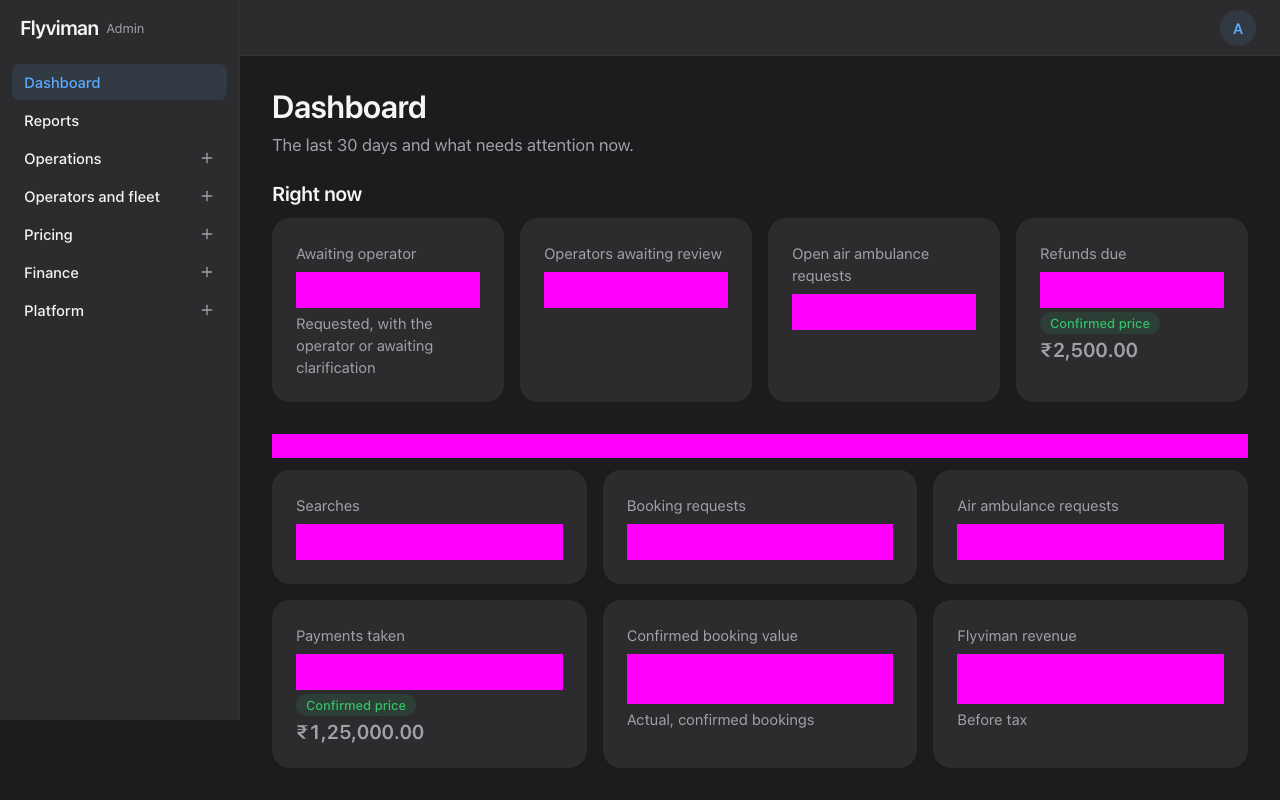 Flyviman Admin
A
Dashboard
Reports
Operations +
Operators and fleet +
Pricing +
Finance +
Platform +
Dashboard
The last 30 days and what needs attention now.
Right now
Awaiting operator
Requested, with the
operator or awaiting
clarification
Operators awaiting review
Open air ambulance
requests
Refunds due
Confirmed price
₹2,500.00
Searches
Booking requests
Air ambulance requests
Payments taken
Confirmed price
₹1,25,000.00
Confirmed booking value
Actual, confirmed bookings
Flyviman revenue
Before tax